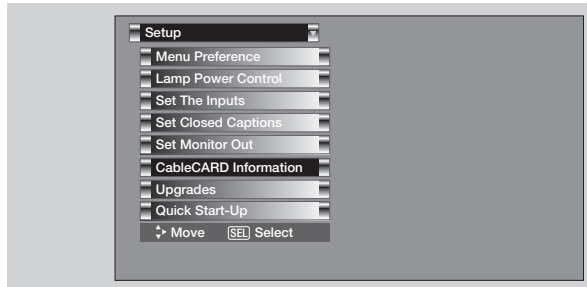 Setup
Menu Preference
Lamp Power Control
Set The Inputs
Set Closed Captions
Set Monitor Out
CableCARD Information
Upgrades
Quick Start-Up
Move SEL Select